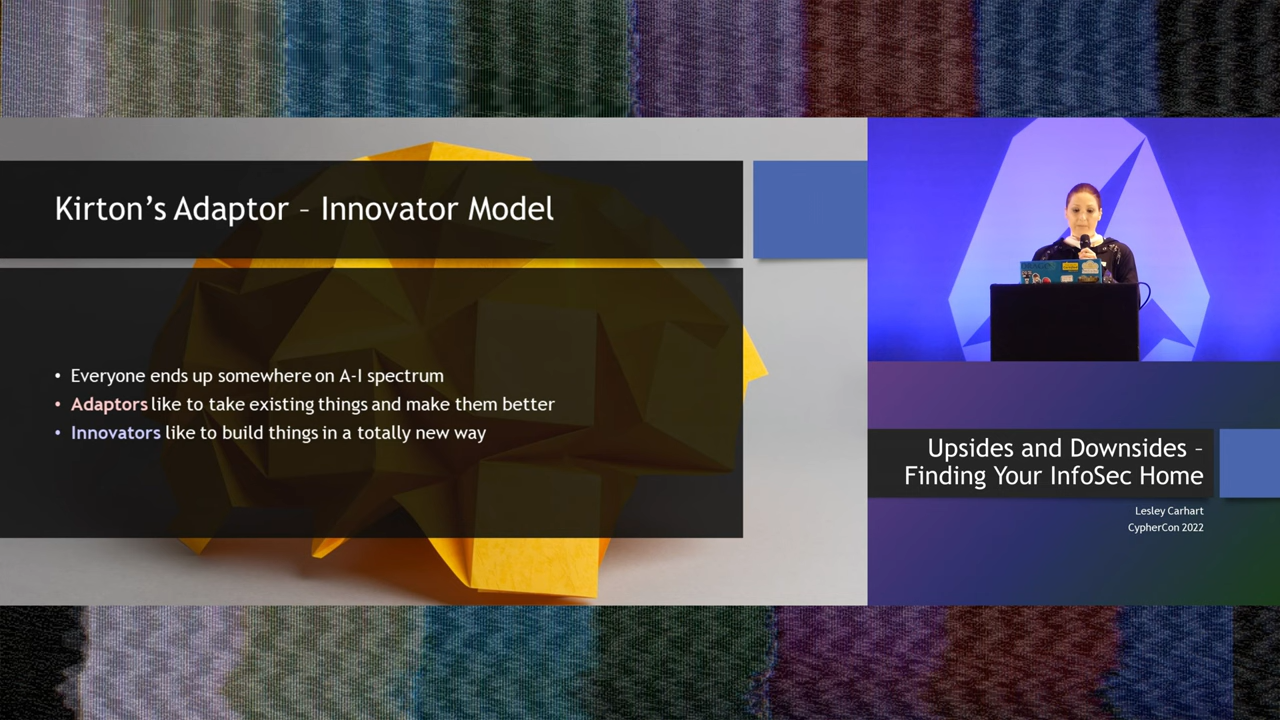 Kirton’s Adaptor – Innovator Model
• Everyone ends up somewhere on A-I spectrum
• Adaptors like to take existing things and make them better
• Innovators like to build things in a totally new way
Upsides and Downsides –
Finding Your InfoSec Home
Lesley Carhart
CypherCon 2022